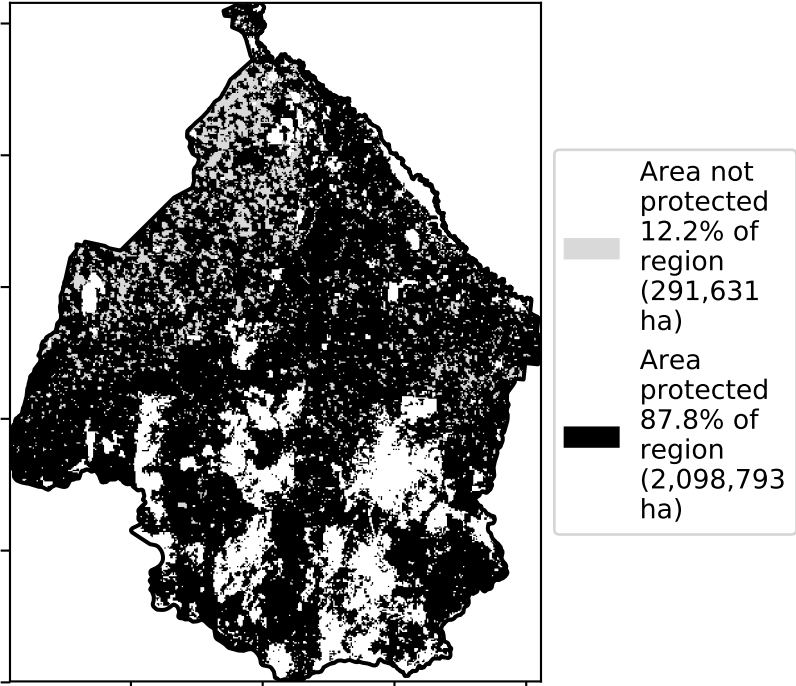 Area not
protected
12.2% of
region
(291,631
ha)
Area
protected
87.8% of
region
(2,098,793
ha)